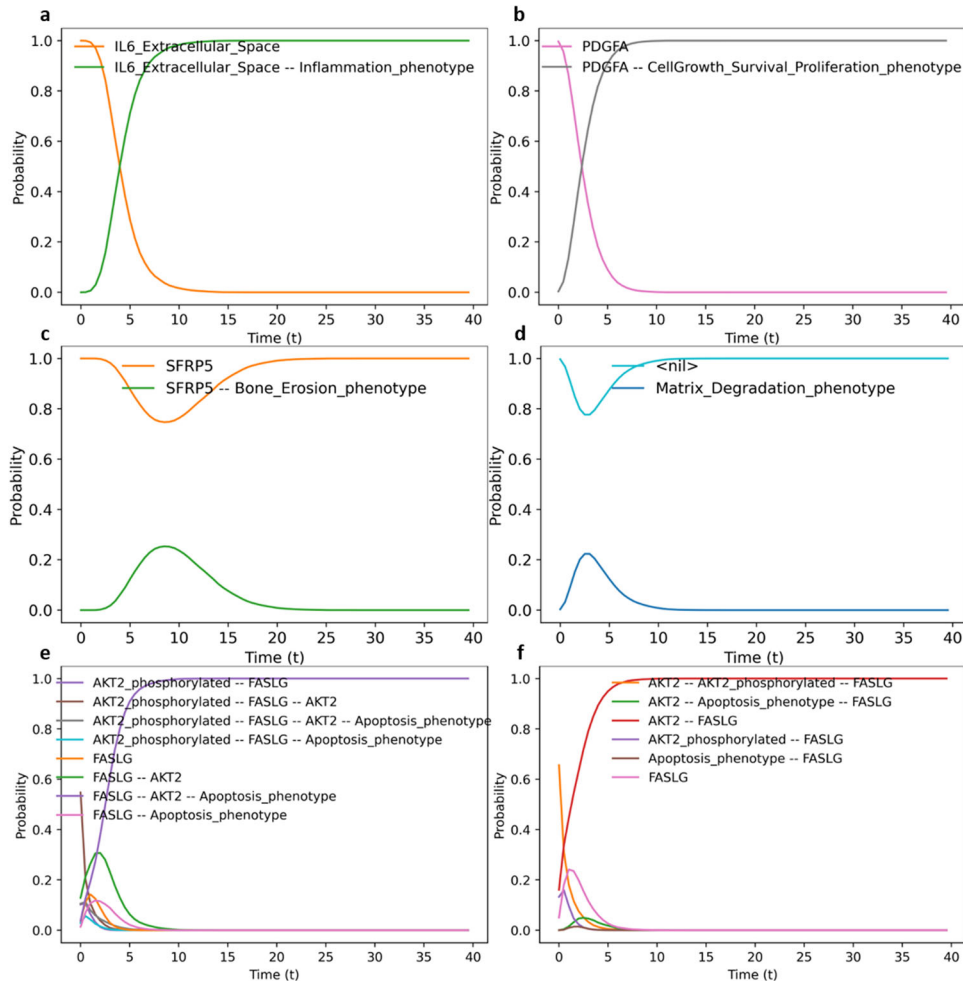 a
1.0
0.8
0.6
0.4
0.2
0.0
Probability
IL6_Extracellular_Space
IL6_Extracellular_Space -- Inflammation_phenotype
0 5 10 15 20 25 30 35 40
Time (t)
b
1.0
0.8
0.6
0.4
0.2
0.0
Probability
PDGFA
PDGFA -- CellGrowth_Survival_Proliferation_phenotype
0 5 10 15 20 25 30 35 40
Time (t)
c
1.0
0.8
0.6
0.4
0.2
0.0
Probability
SFRP5
SFRP5 -- Bone_Erosion_phenotype
0 5 10 15 20 25 30 35 40
Time (t)
d
1.0
0.8
0.6
0.4
0.2
0.0
Probability
<nil>
Matrix_Degradation_phenotype
0 5 10 15 20 25 30 35 40
Time (t)
e
1.0
0.8
0.6
0.4
0.2
0.0
Probability
AKT2_phosphorylated -- FASLG
AKT2_phosphorylated -- FASLG -- AKT2
AKT2_phosphorylated -- FASLG -- AKT2 -- Apoptosis_phenotype
AKT2_phosphorylated -- FASLG -- Apoptosis_phenotype
FASLG
FASLG -- AKT2
FASLG -- AKT2 -- Apoptosis_phenotype
FASLG -- Apoptosis_phenotype
0 5 10 15 20 25 30 35 40
Time (t)
f
1.0
0.8
0.6
0.4
0.2
0.0
Probability
AKT2 -- AKT2_phosphorylated -- FASLG
AKT2 -- Apoptosis_phenotype -- FASLG
AKT2 -- FASLG
AKT2_phosphorylated -- FASLG
Apoptosis_phenotype -- FASLG
FASLG
0 5 10 15 20 25 30 35 40
Time (t)